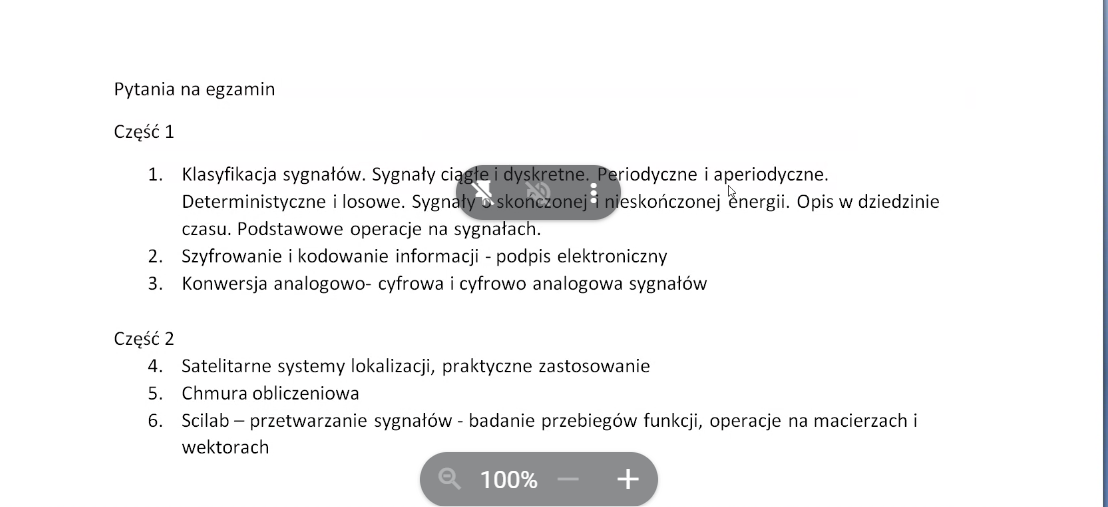 Pytania na egzamin
Część 1
1. Klasyfikacja sygnałów. Sygnały ciągłe i dyskretne. Periodyczne i aperiodyczne.
Deterministyczne i losowe. Sygnały o skończonej i nieskończonej energii. Opis w dziedzinie
czasu. Podstawowe operacje na sygnałach.
2. Szyfrowanie i kodowanie informacji - podpis elektroniczny
3. Konwersja analogowo- cyfrowa i cyfrowo analogowa sygnałów
Część 2
4. Satelitarne systemy lokalizacji, praktyczne zastosowanie
5. Chmura obliczeniowa
6. Scilab – przetwarzanie sygnałów - badanie przebiegów funkcji, operacje na macierzach i
wektorach
100%